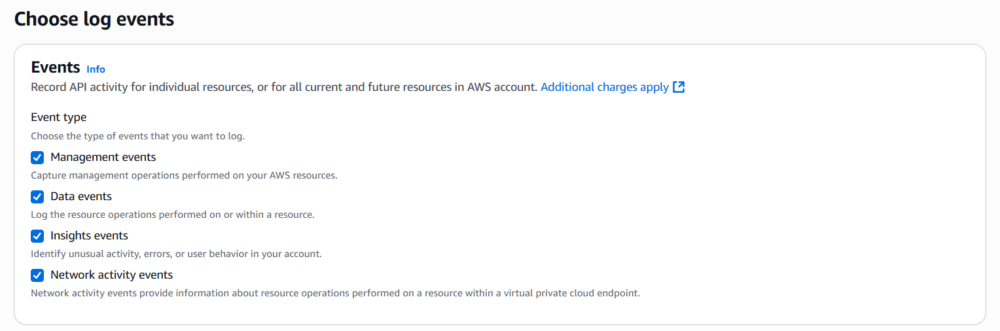 Choose log events
Events Info
Record API activity for individual resources, or for all current and future resources in AWS account. Additional charges apply
Event type
Choose the type of events that you want to log.
Management events
Capture management operations performed on your AWS resources.
Data events
Log the resource operations performed on or within a resource.
Insights events
Identify unusual activity, errors, or user behavior in your account.
Network activity events
Network activity events provide information about resource operations performed on a resource within a virtual private cloud endpoint.